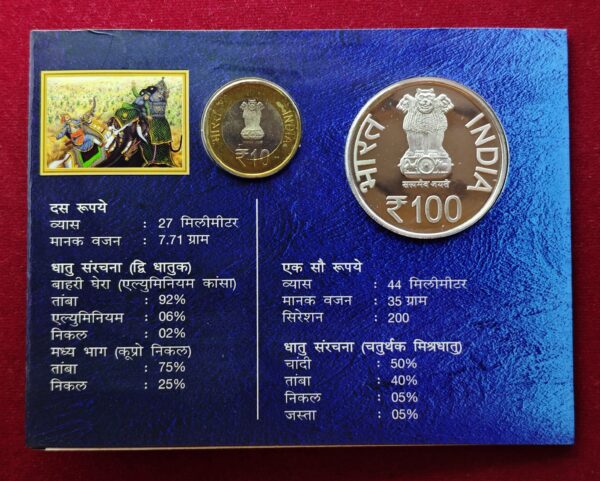 भारत
₹ 10
भारत
INDIA
सत्यमेव जयते
₹ 100
दस रूपये
व्यास : 27 मिलीमीटर
मानक वजन : 7.71 ग्राम
धातु संरचना (द्वि धातुक)
बाहरी घेरा (एल्युमिनियम कांसा)
तांबा : 92%
एल्युमिनियम : 06%
निकल : 02%
मध्य भाग (कूप्रो निकल)
तांबा : 75%
निकल : 25%
एक सौ रूपये
व्यास : 44 मिलीमीटर
मानक वजन : 35 ग्राम
सिरेशन : 200
धातु संरचना (चतुर्थक मिश्रधातु)
चांदी : 50%
तांबा : 40%
निकल : 05%
जस्ता : 05%